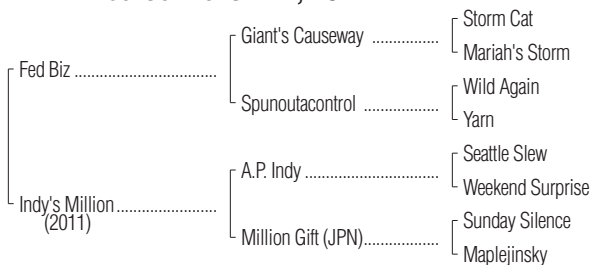 Storm Cat
Giant's Causeway ..................
Mariah's Storm
Fed Biz ................................
Wild Again
Spunoutacontrol ..................
Yarn
Seattle Slew
A.P. Indy ................................
Weekend Surprise
Indy's Million .......................
(2011)
Sunday Silence
Million Gift (JPN)..................
Maplejinsky